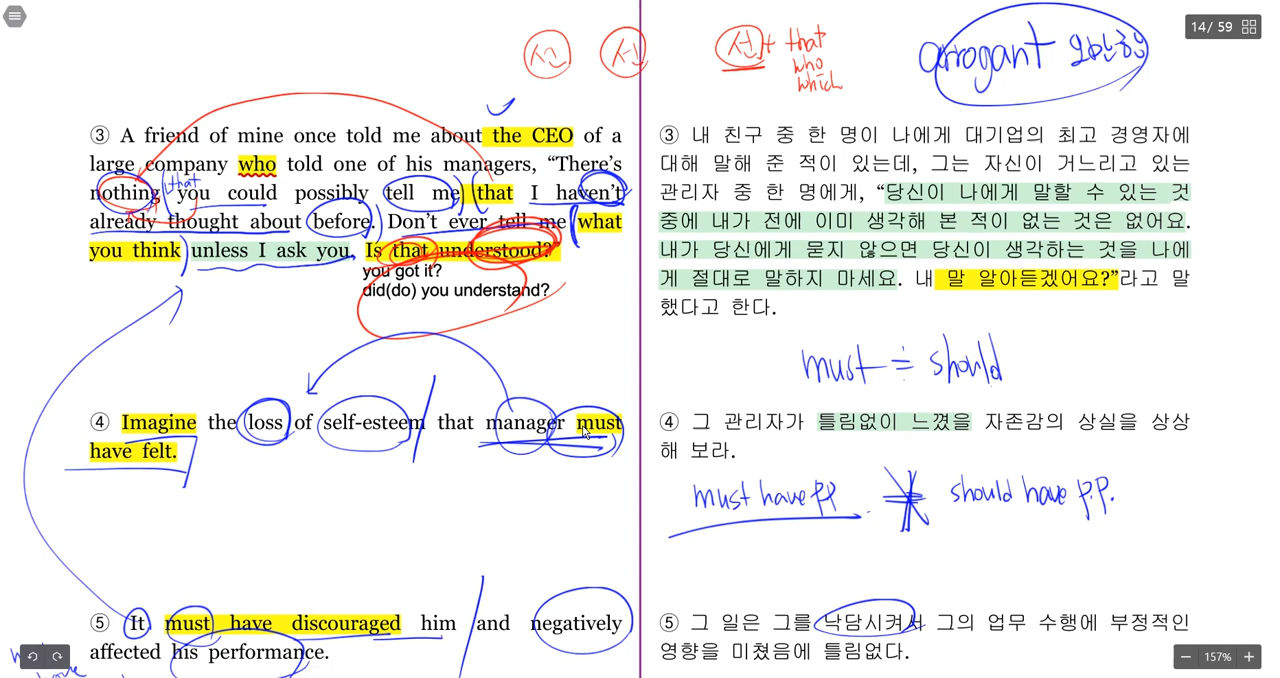 14 / 59
선 선 선 + that
who
which
arrogant 오만한
③ A friend of mine once told me about the CEO of a
large company who told one of his managers, “There’s
nothing you could possibly tell me that I haven’t
that
already thought about before. Don’t ever tell me what
you think unless I ask you. Is that understood?”
you got it?
did(do) you understand?
④ Imagine the loss of self-esteem that manager must
have felt.
⑤ It must have discouraged him and negatively
affected his performance.
③ 내 친구 중 한 명이 나에게 대기업의 최고 경영자에
대해 말해 준 적이 있는데, 그는 자신이 거느리고 있는
관리자 중 한 명에게, “당신이 나에게 말할 수 있는 것
중에 내가 전에 이미 생각해 본 적이 없는 것은 없어요.
내가 당신에게 묻지 않으면 당신이 생각하는 것을 나에
게 절대로 말하지 마세요. 내 말 알아듣겠어요?”라고 말
했다고 한다.
must ≒ should
④ 그 관리자가 틀림없이 느꼈을 자존감의 상실을 상상
해 보라.
must have pp should have p.p.
⑤ 그 일은 그를 낙담시켜서 그의 업무 수행에 부정적인
영향을 미쳤음에 틀림없다.
157%